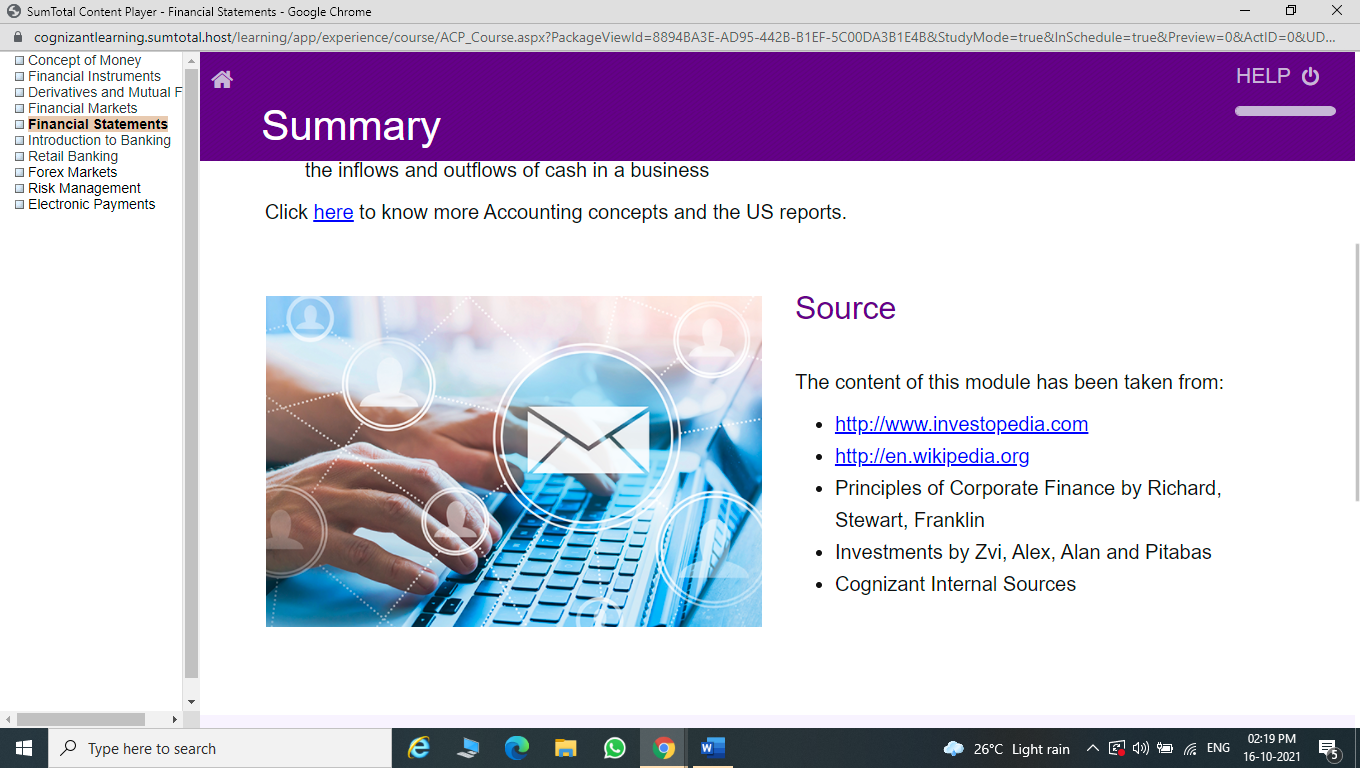 SumTotal Content Player - Financial Statements - Google Chrome
cognizantlearning.sumtotal.host/learning/app/experience/course/ACP_Course.aspx?PackageViewId=8894BA3E-AD95-442B-B1EF-5C00DA3B1E4B&StudyMode=true&InSchedule=true&Preview=0&ActID=0&UD...
Concept of Money
Financial Instruments
Derivatives and Mutual F
Financial Markets
Financial Statements
Introduction to Banking
Retail Banking
Forex Markets
Risk Management
Electronic Payments
HELP
Summary
the inflows and outflows of cash in a business
Click here to know more Accounting concepts and the US reports.
Source
The content of this module has been taken from:
http://www.investopedia.com
http://en.wikipedia.org
Principles of Corporate Finance by Richard,
Stewart, Franklin
Investments by Zvi, Alex, Alan and Pitabas
Cognizant Internal Sources
Type here to search
26°C Light rain
ENG
02:19 PM
16-10-2021
5